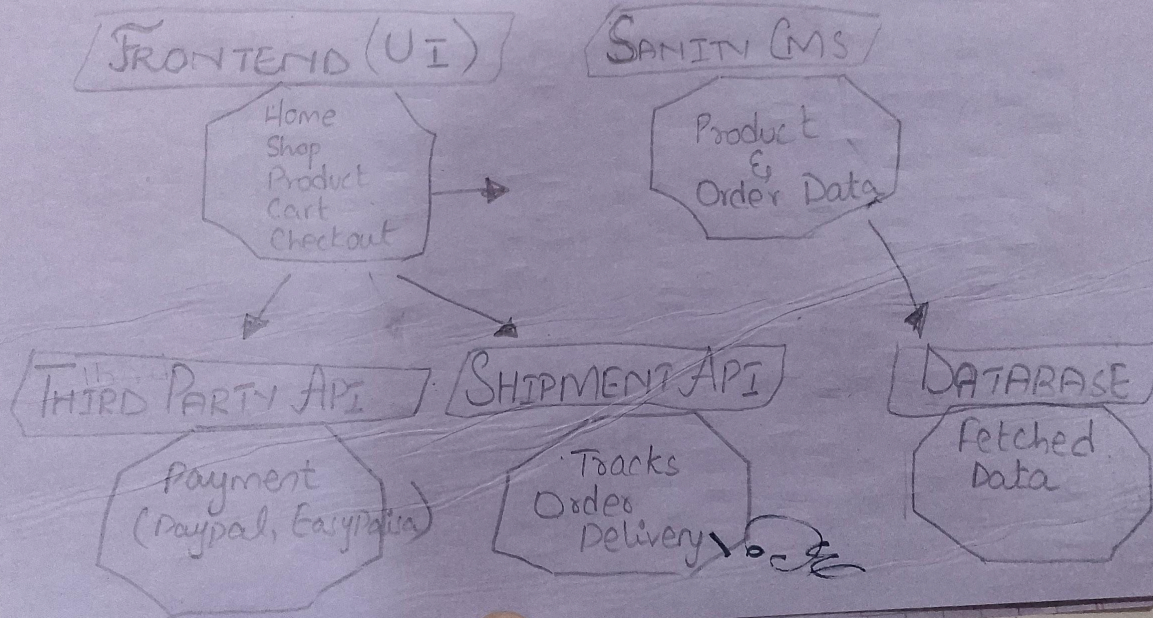 FRONTEND (UI)
Home
Shop
Product
Cart
Checkout
SANITY CMS
Product
&
Order Data
THIRD PARTY API
Payment
(Paypal, Easypaisa)
SHIPMENT API
Tracks
Order
Delivery
DATABASE
Fetched
Data